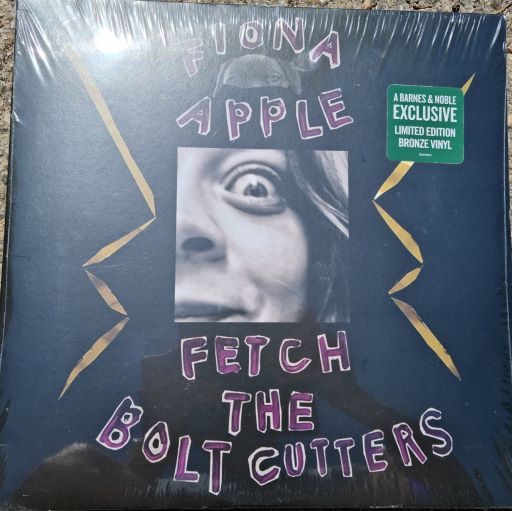 FIONA
APPLE
A BARNES & NOBLE
EXCLUSIVE
LIMITED EDITION
BRONZE VINYL
FETCH
THE
BOLT CUTTERS